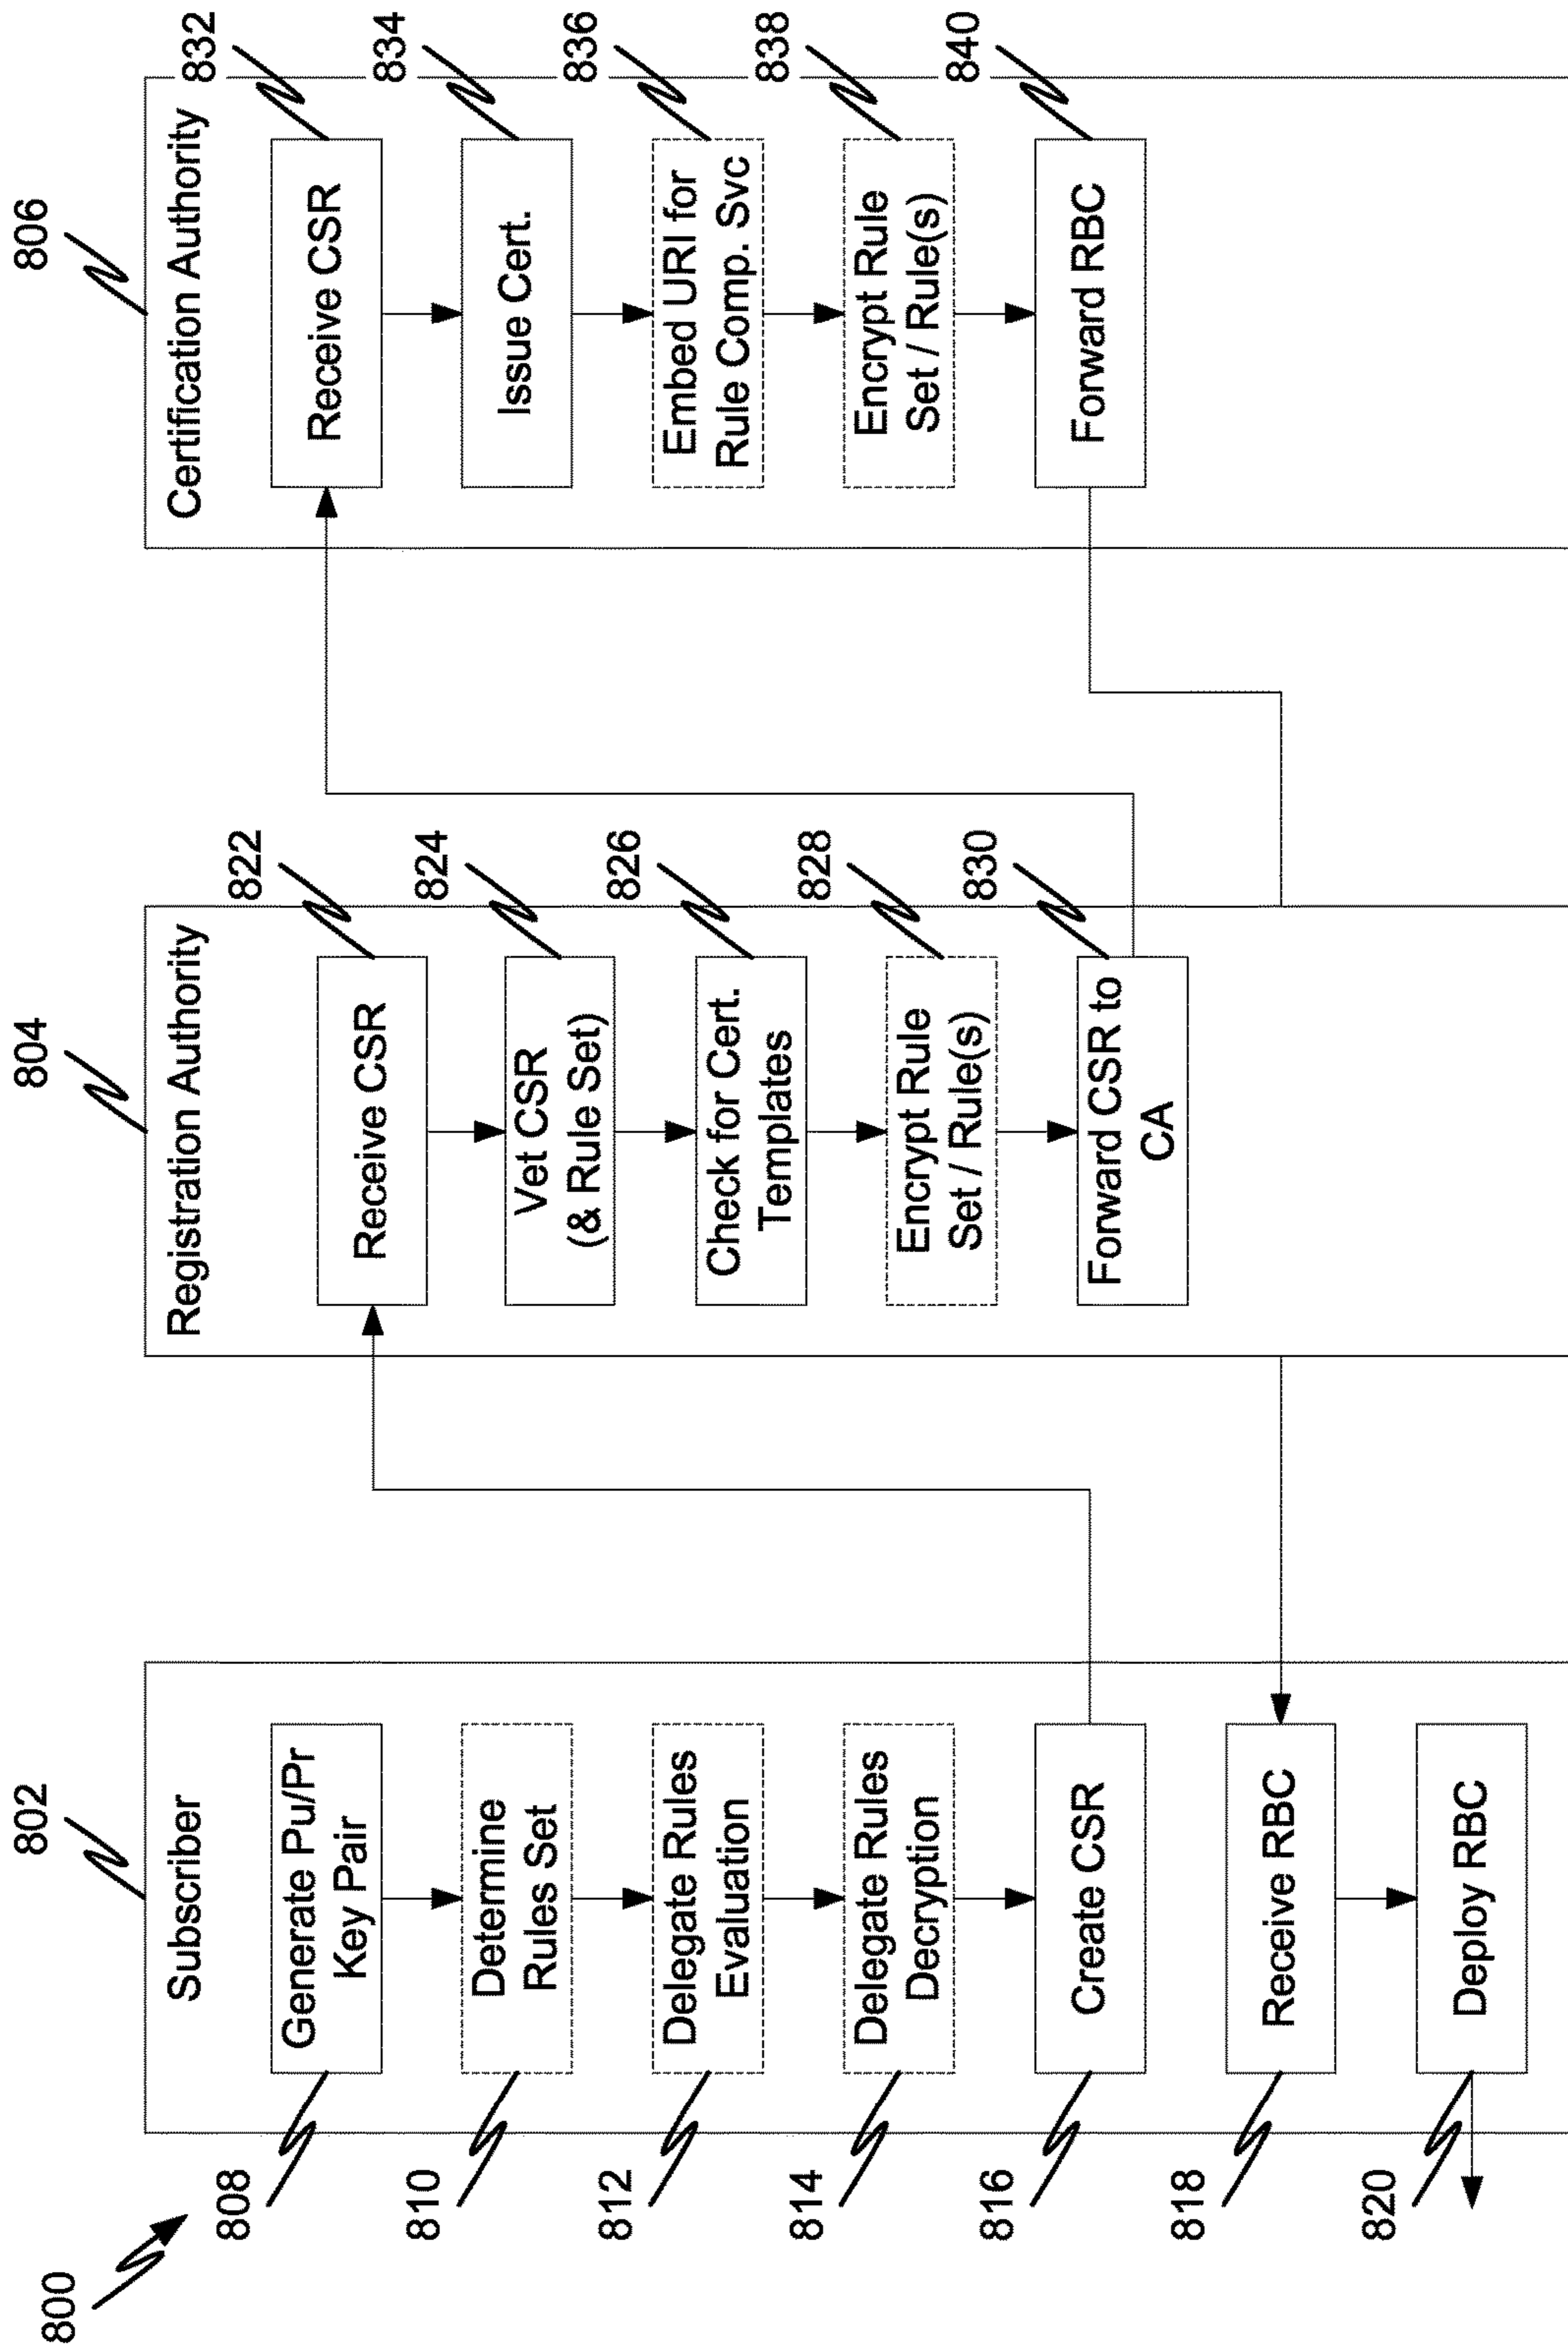 800
802
Subscriber
808
Generate Pu/Pr
Key Pair
810
Determine
Rules Set
812
Delegate Rules
Evaluation
814
Delegate Rules
Decryption
816
Create CSR
818
Receive RBC
820
Deploy RBC
804
Registration Authority
822
Receive CSR
824
Vet CSR
(& Rule Set)
826
Check for Cert.
Templates
828
Encrypt Rule
Set / Rule(s)
830
Forward CSR to
CA
806
Certification Authority
832
Receive CSR
834
Issue Cert.
836
Embed URI for
Rule Comp. Svc
838
Encrypt Rule
Set / Rule(s)
840
Forward RBC